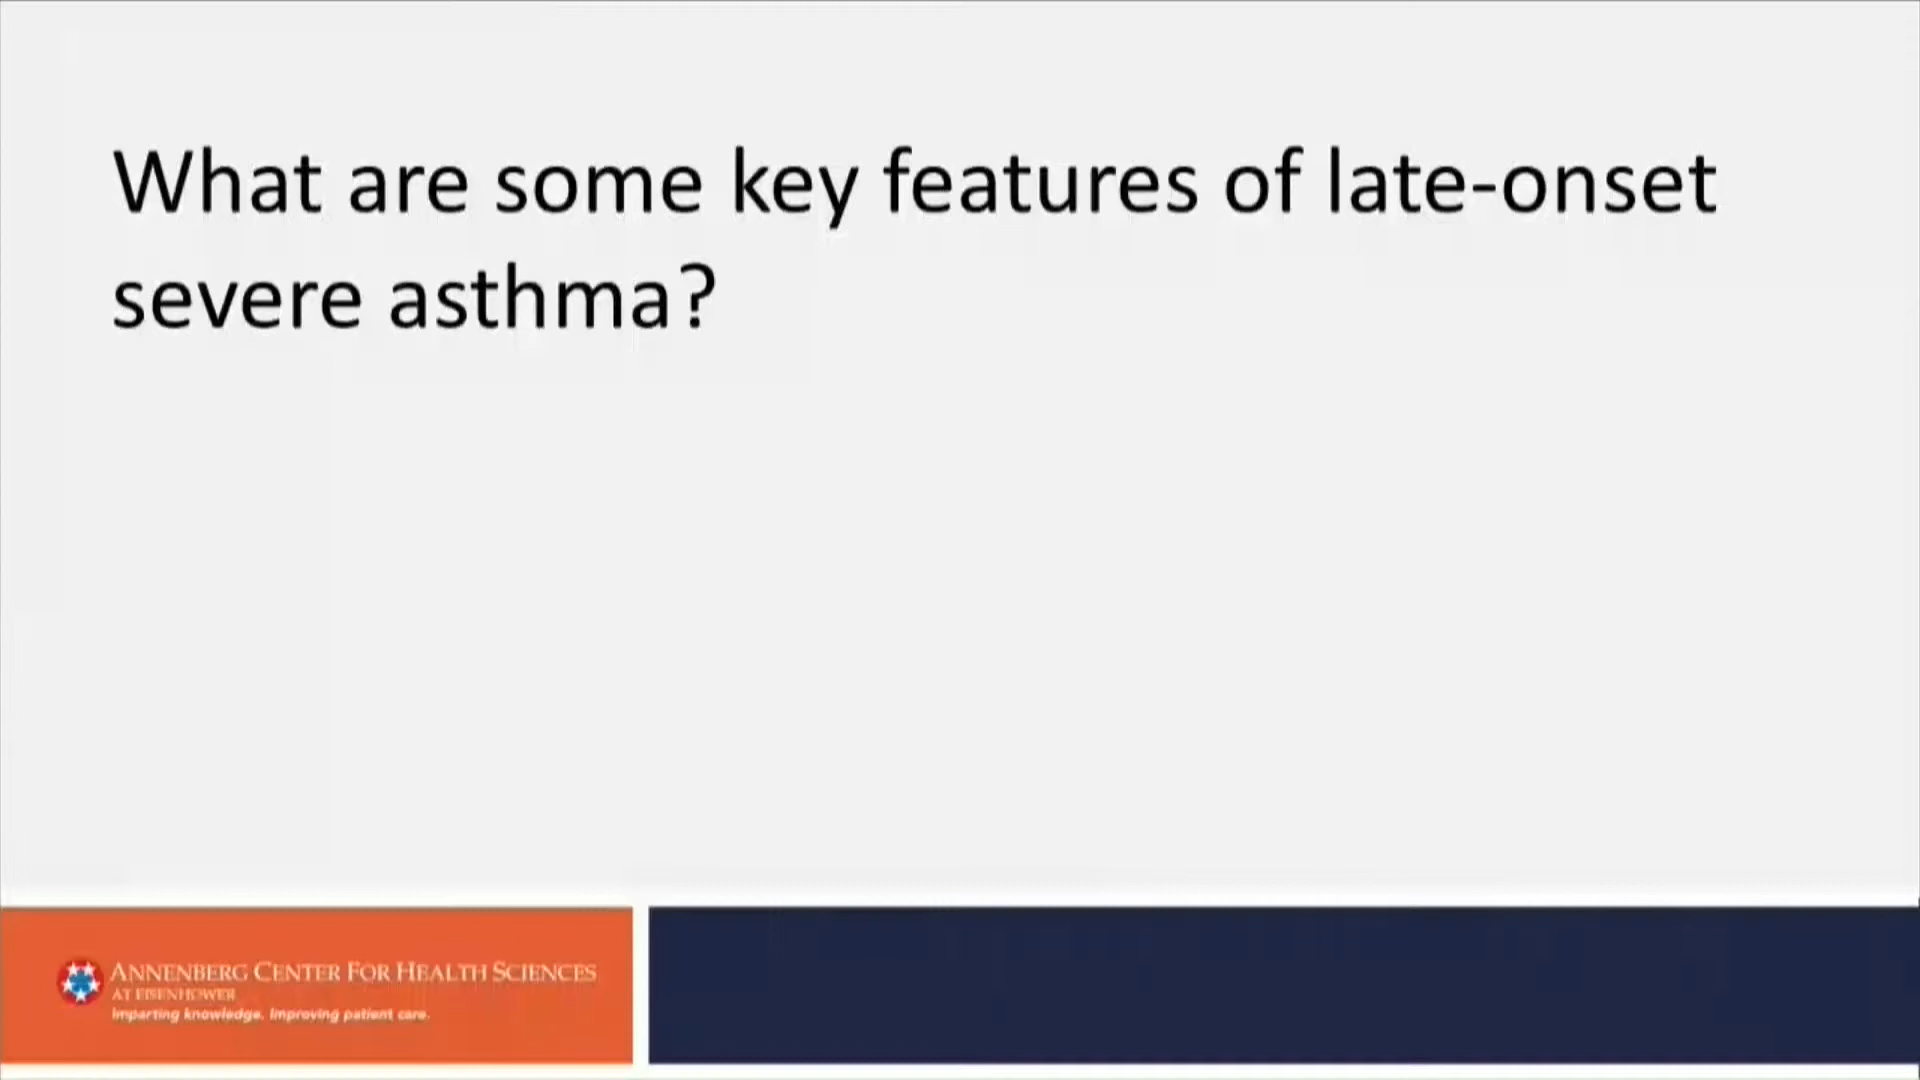 What are some key features of late-onset
severe asthma?
ANNENBERG CENTER FOR HEALTH SCIENCES
AT EISENHOWER
Imparting knowledge. Improving patient care.